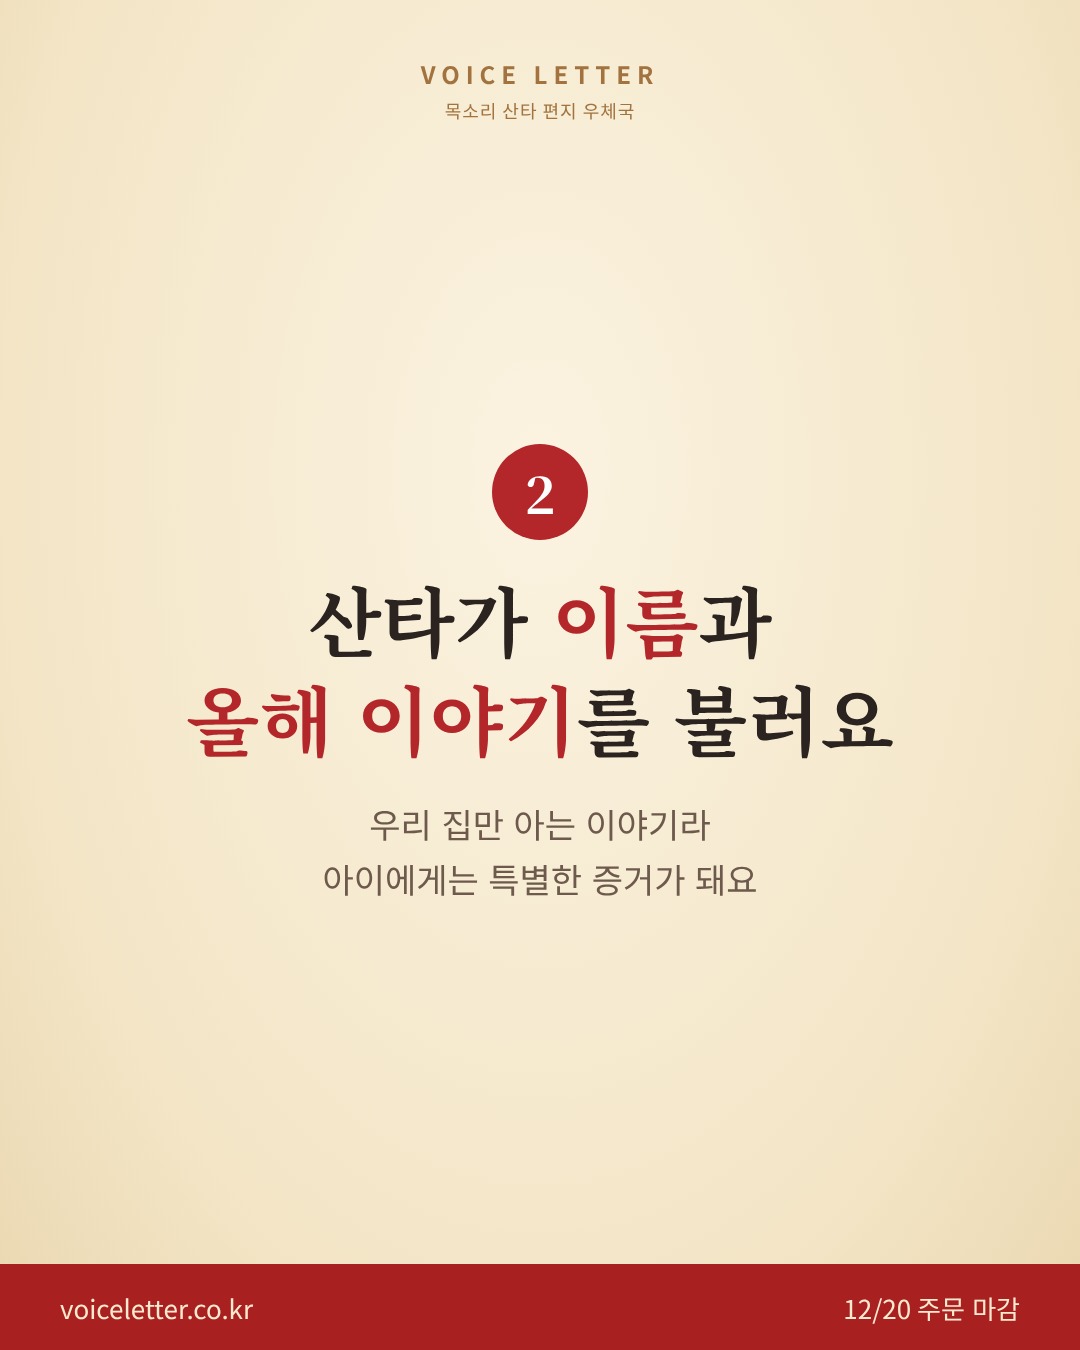 VOICE LETTER
목소리 산타 편지 우체국
2
산타가 이름과
올해 이야기를 불러요
우리 집만 아는 이야기라
아이에게는 특별한 증거가 돼요
voiceletter.co.kr
12/20 주문 마감